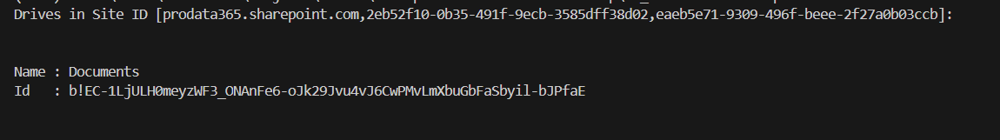 Drives in Site ID [prodata365.sharepoint.com,2eb52f10-0b35-491f-9ecb-3585dff38d02,eaeb5e71-9309-496f-beee-2f27a0b03ccb]:
Name : Documents
Id   : b!EC-1LjULH0meyzWF3_ONAnFe6-oJk29Jvu4vJ6CwPMvLmXbuGbFaSbyil-bJPfaE